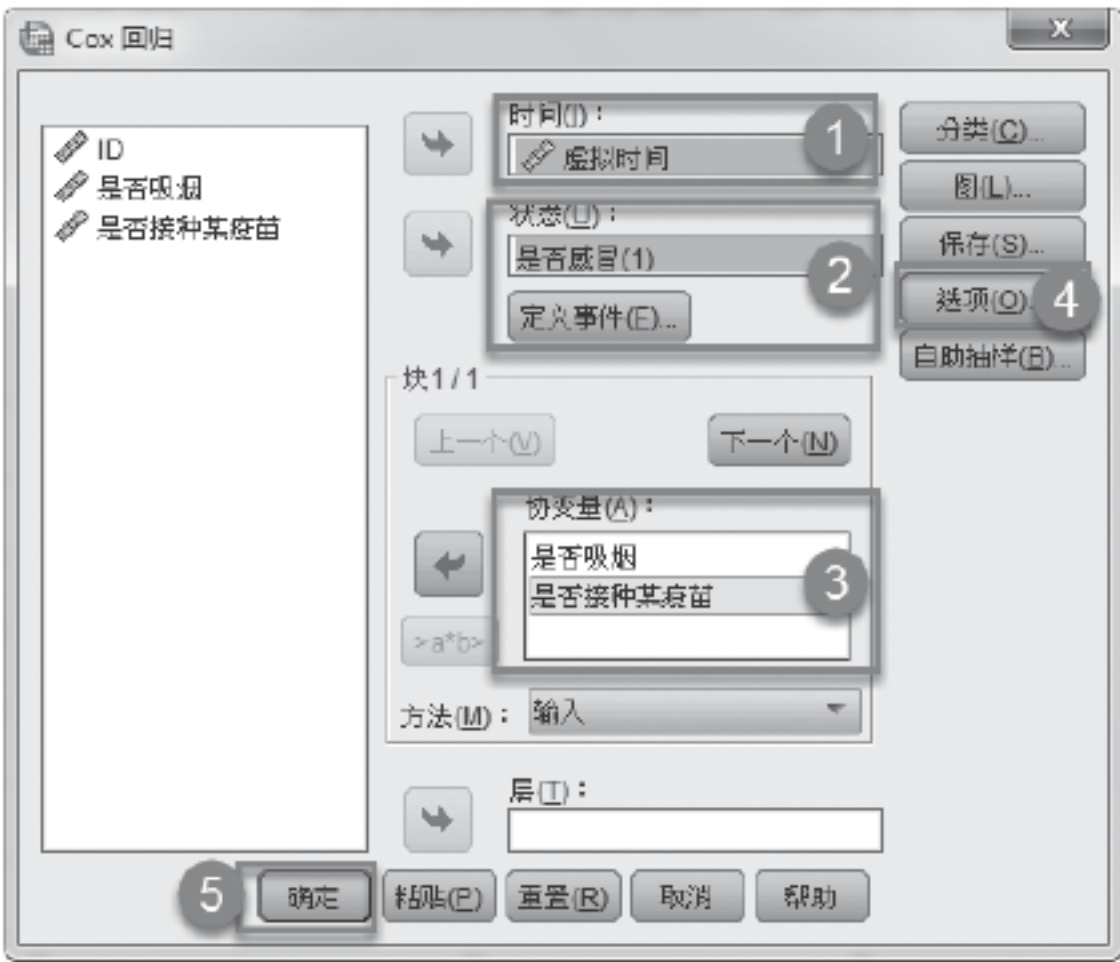 Cox 回归
ID
是否吸烟
是否接种某疫苗
时间(I)：
虚拟时间
1
状态(U)：
是否感冒(1)
2
定义事件(E)...
块1 / 1
上一个(V)
下一个(N)
协变量(A)：
是否吸烟
是否接种某疫苗
3
>a*b>
方法(M)：
输入
层(T)：
分类(C)...
图(L)...
保存(S)...
选项(O)...
4
自助抽样(B)...
5
确定
粘贴(P)
重置(R)
取消
帮助